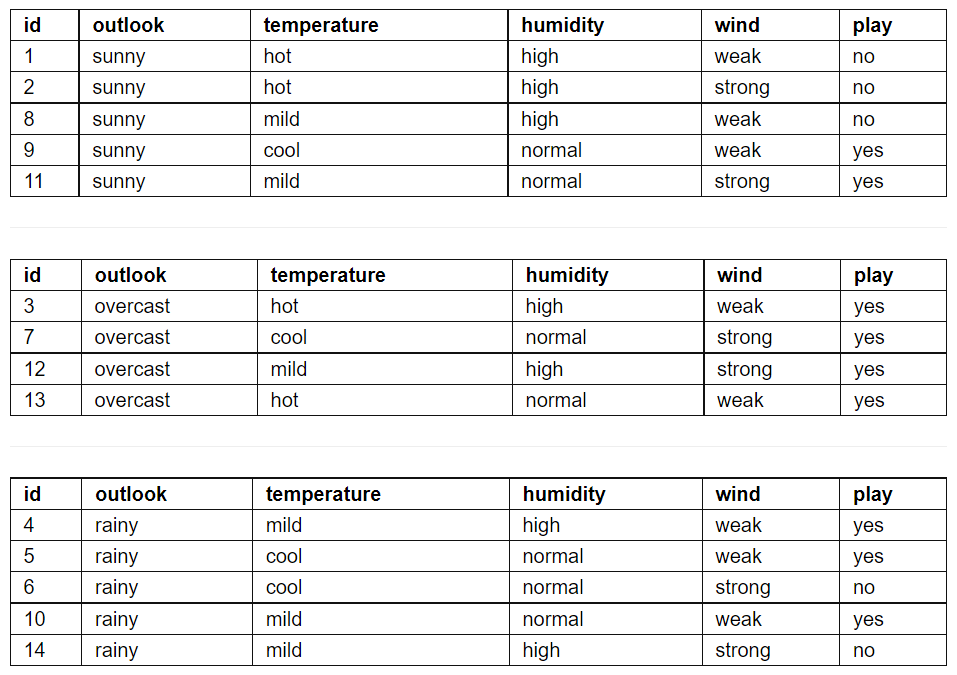 id outlook temperature humidity wind play
1 sunny hot high weak no
2 sunny hot high strong no
8 sunny mild high weak no
9 sunny cool normal weak yes
11 sunny mild normal strong yes
id outlook temperature humidity wind play
3 overcast hot high weak yes
7 overcast cool normal strong yes
12 overcast mild high strong yes
13 overcast hot normal weak yes
id outlook temperature humidity wind play
4 rainy mild high weak yes
5 rainy cool normal weak yes
6 rainy cool normal strong no
10 rainy mild normal weak yes
14 rainy mild high strong no